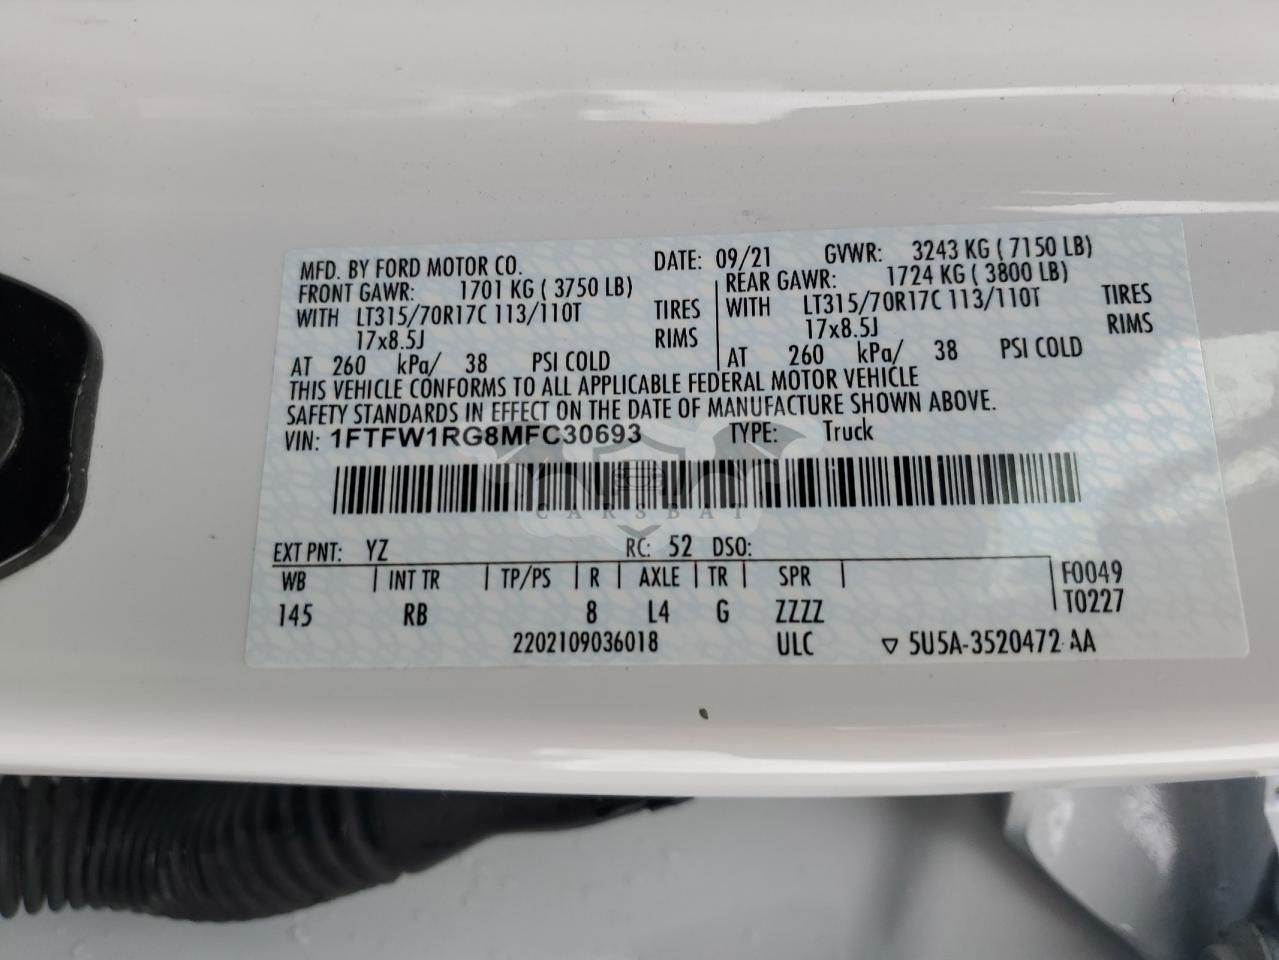 MFD. BY FORD MOTOR CO. DATE: 09/21 GVWR: 3243 KG ( 7150 LB)
FRONT GAWR: 1701 KG ( 3750 LB) REAR GAWR: 1724 KG ( 3800 LB)
WITH LT315/70R17C 113/110T TIRES WITH LT315/70R17C 113/110T TIRES
17x8.5J RIMS 17x8.5J RIMS
AT 260 kPa/ 38 PSI COLD AT 260 kPa/ 38 PSI COLD
THIS VEHICLE CONFORMS TO ALL APPLICABLE FEDERAL MOTOR VEHICLE
SAFETY STANDARDS IN EFFECT ON THE DATE OF MANUFACTURE SHOWN ABOVE.
VIN: 1FTFW1RG8MFC30693 TYPE: Truck
CARSBAT
EXT PNT: YZ RC: 52 DSO:
WB INT TR TP/PS R AXLE TR SPR F0049
145 RB 8 L4 G ZZZZ T0227
2202109036018 ULC ▽ 5U5A-3520472 AA